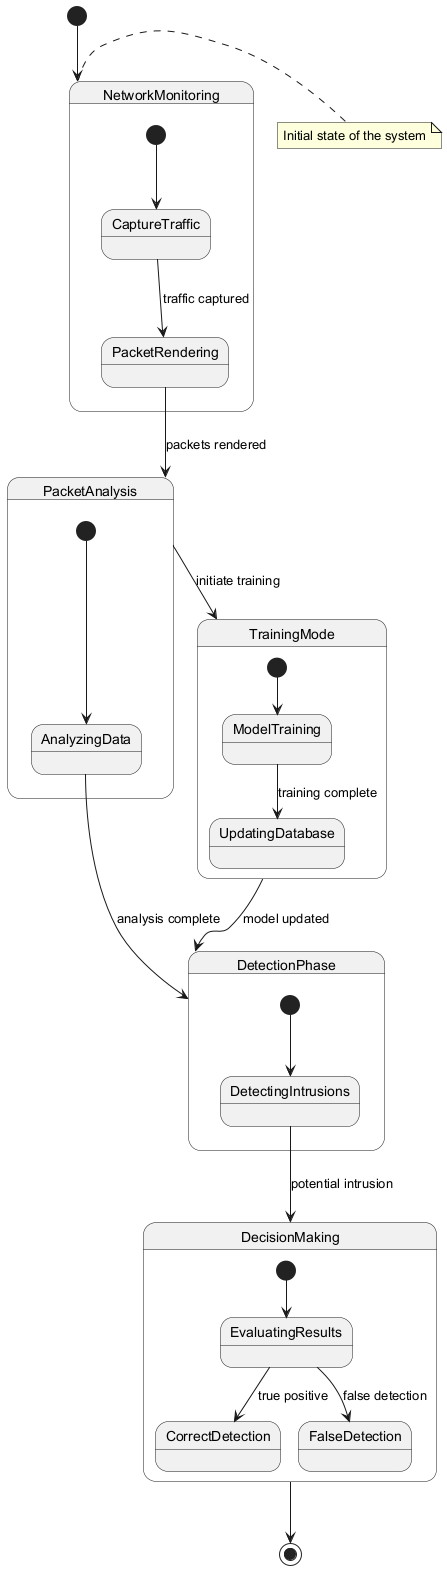 NetworkMonitoring
Initial state of the system
CaptureTraffic
traffic captured
PacketRendering
packets rendered
PacketAnalysis
initiate training
TrainingMode
ModelTraining
AnalyzingData
training complete
UpdatingDatabase
analysis complete
model updated
DetectionPhase
DetectingIntrusions
potential intrusion
DecisionMaking
EvaluatingResults
true positive
false detection
CorrectDetection
FalseDetection